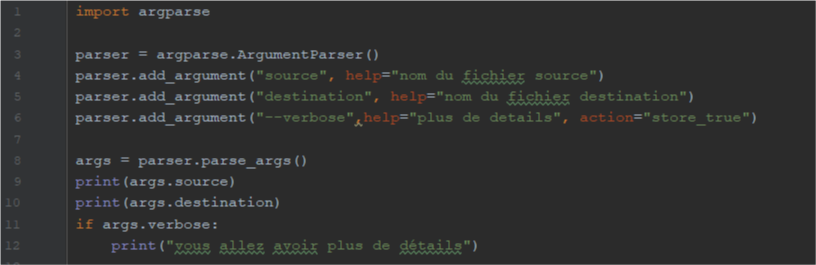 1 import argparse
2
3 parser = argparse.ArgumentParser()
4 parser.add_argument("source", help="nom du fichier source")
5 parser.add_argument("destination", help="nom du fichier destination")
6 parser.add_argument("--verbose",help="plus de details", action="store_true")
7
8 args = parser.parse_args()
9 print(args.source)
10 print(args.destination)
11 if args.verbose:
12     print("vous allez avoir plus de détails")